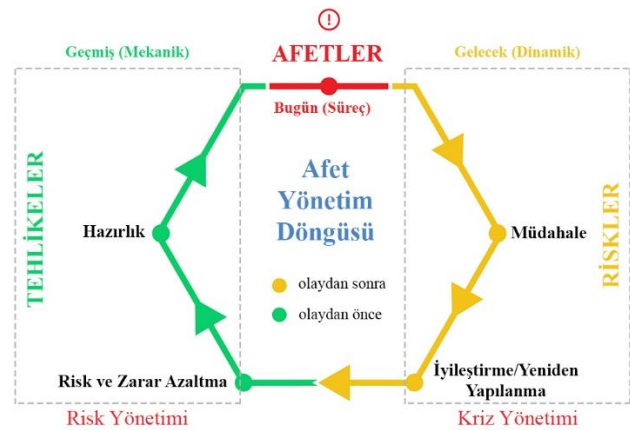 !
AFETLER
Geçmiş (Mekanik)
Gelecek (Dinamik)
Bugün (Süreç)
TEHLİKELER
RİSKLER
Afet
Yönetim
Döngüsü
Hazırlık
Müdahale
olaydan sonra
olaydan önce
Risk ve Zarar Azaltma
İyileştirme/Yeniden
Yapılanma
Risk Yönetimi
Kriz Yönetimi